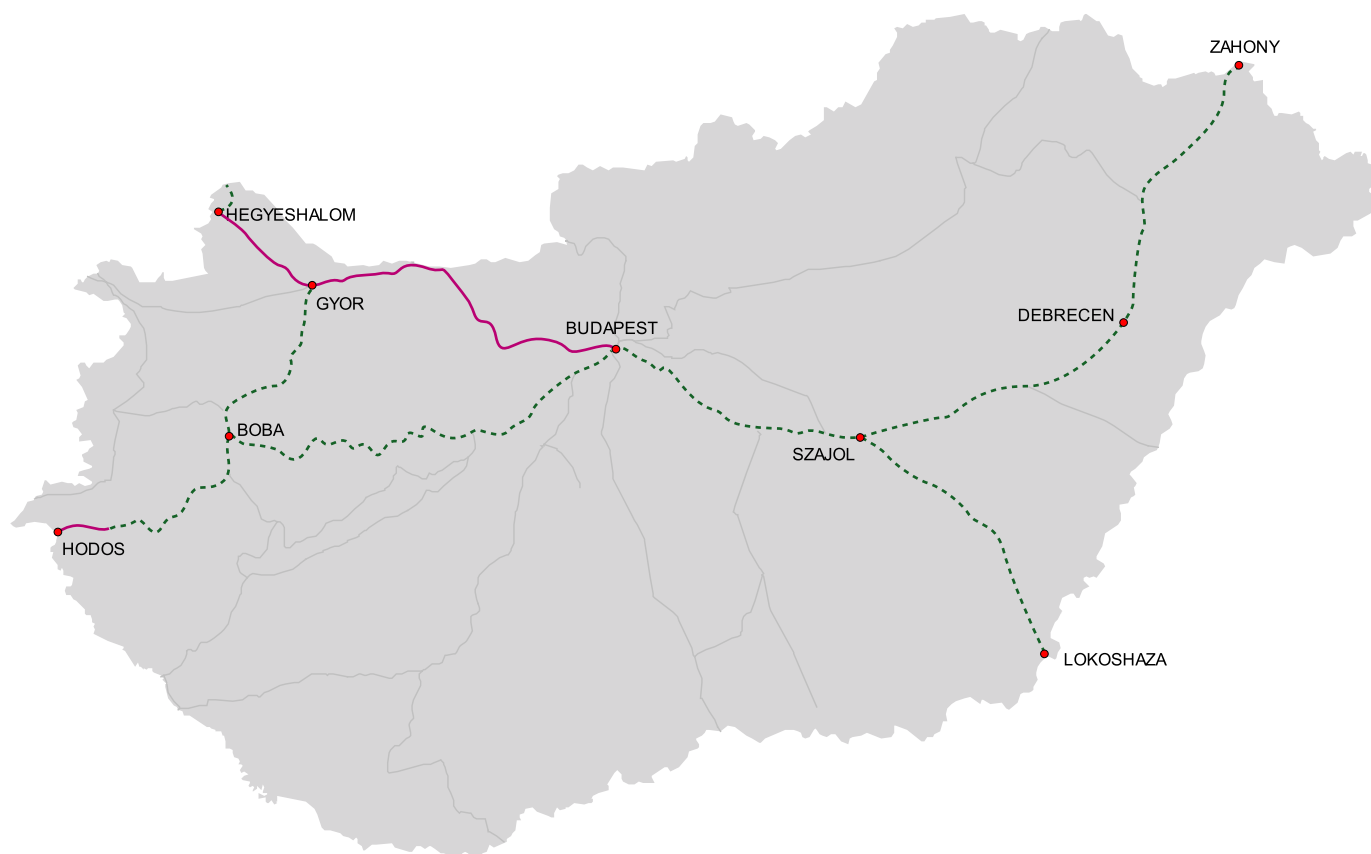 ZAHONY
HEGYESHALOM
GYOR
DEBRECEN
BUDAPEST
BOBA
SZAJOL
HODOS
LOKOSHAZA